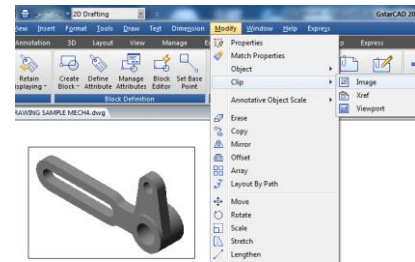 2D Drafting
GstarCAD 20
View Insert Format Tools Draw Text Dimension Modify Window Help Express
Annotation 3D Layout View Manage Express
Retain
Displaying
Create
Block
Define
Attribute
Manage
Attributes
Block
Editor
Set Base
Point
Block Definition
DRAWING SAMPLE MECH4.dwg
Properties
Match Properties
Object
Clip
Image
Xref
Viewport
Annotative Object Scale
Erase
Copy
Mirror
Offset
Array
Layout By Path
Move
Rotate
Scale
Stretch
Lengthen